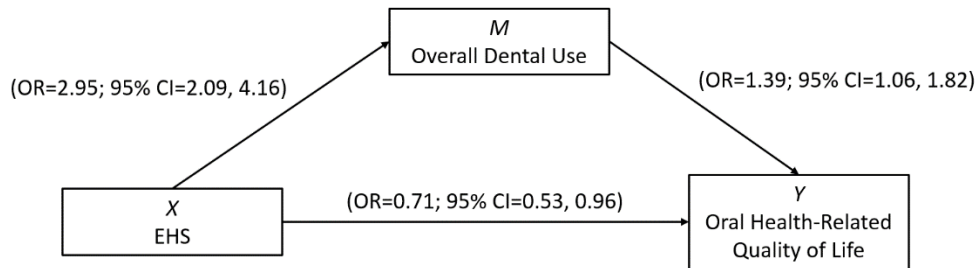 M
Overall Dental Use
(OR=2.95; 95% CI=2.09, 4.16)
(OR=1.39; 95% CI=1.06, 1.82)
X
EHS
(OR=0.71; 95% CI=0.53, 0.96)
Y
Oral Health-Related
Quality of Life